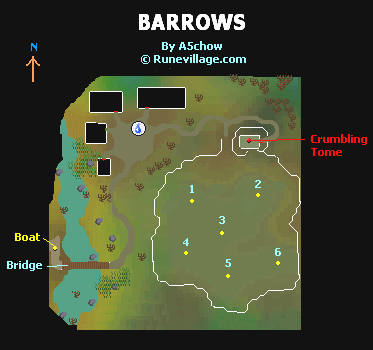 BARROWS
By A5chow
© Runevillage.com
N
Crumbling
Tome
1
2
3
4
5
6
Boat
Bridge